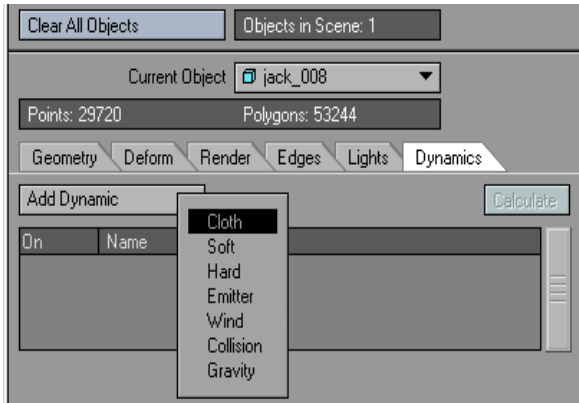 Clear All Objects Objects in Scene: 1
Current Object jack_008
Points: 29720 Polygons: 53244
Geometry Deform Render Edges Lights Dynamics
Add Dynamic Calculate
On Name
Cloth
Soft
Hard
Emitter
Wind
Collision
Gravity